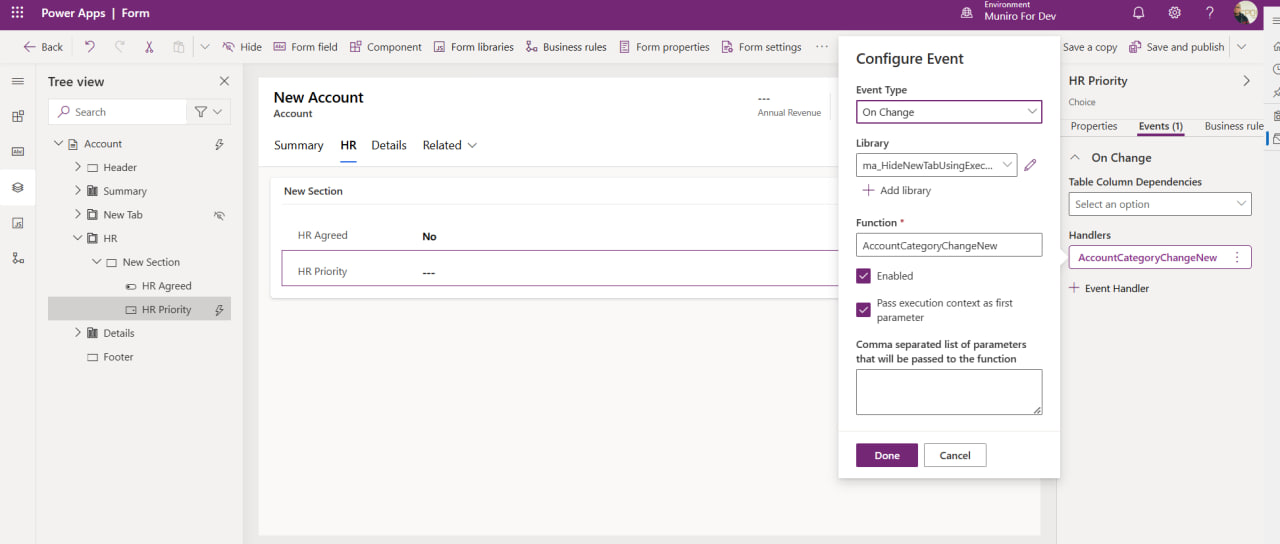 Power Apps | Form
Environment
Muniro For Dev
Back
Hide
Form field
Component
Form libraries
Business rules
Form properties
Form settings
...
Save a copy
Save and publish
Tree view
Search
Account
Header
Summary
New Tab
HR
New Section
HR Agreed
HR Priority
Details
Footer
New Account
Account
---
Annual Revenue
Summary
HR
Details
Related
New Section
HR Agreed
No
HR Priority
---
Configure Event
Event Type
On Change
Library
ma_HideNewTabUsingExec...
Add library
Function *
AccountCategoryChangeNew
Enabled
Pass execution context as first
parameter
Comma separated list of parameters
that will be passed to the function
Done
Cancel
HR Priority
Choice
Properties
Events (1)
Business rule
On Change
Table Column Dependencies
Select an option
Handlers
AccountCategoryChangeNew
Event Handler